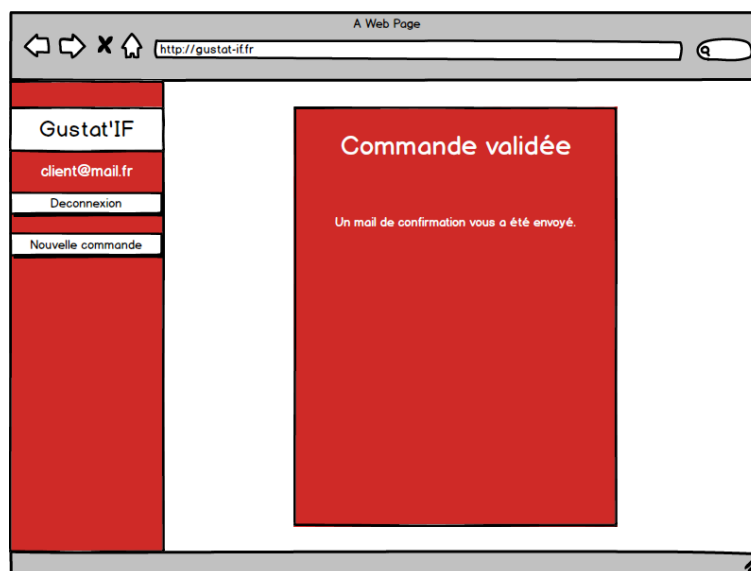 A Web Page
http://gustat-if.fr
Gustat'IF
client@mail.fr
Deconnexion
Nouvelle commande
Commande validée
Un mail de confirmation vous a été envoyé.